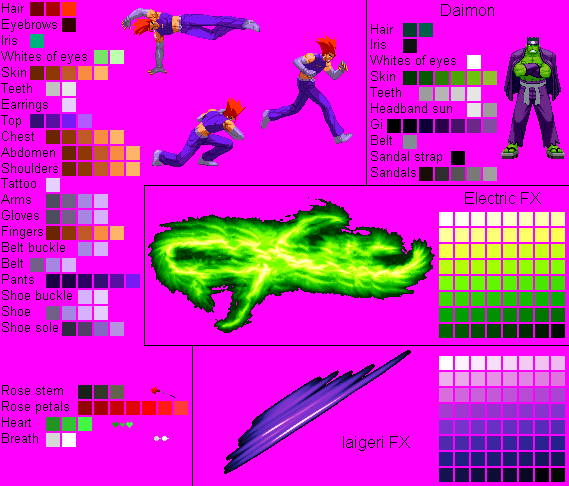 Hair
Eyebrows
Iris
Whites of eyes
Skin
Teeth
Earrings
Top
Chest
Abdomen
Shoulders
Tattoo
Arms
Gloves
Fingers
Belt buckle
Belt
Pants
Shoe buckle
Shoe
Shoe sole
Rose stem
Rose petals
Heart
Breath
Daimon
Hair
Iris
Whites of eyes
Skin
Teeth
Headband sun
Gi
Belt
Sandal strap
Sandals
Electric FX
Iaigeri FX